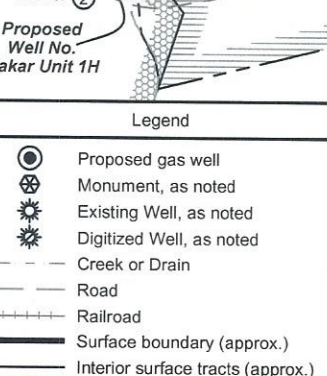 2
Proposed
Well No.
akar Unit 1H
Legend
Proposed gas well
Monument, as noted
Existing Well, as noted
Digitized Well, as noted
Creek or Drain
Road
Railroad
Surface boundary (approx.)
Interior surface tracts (approx.)